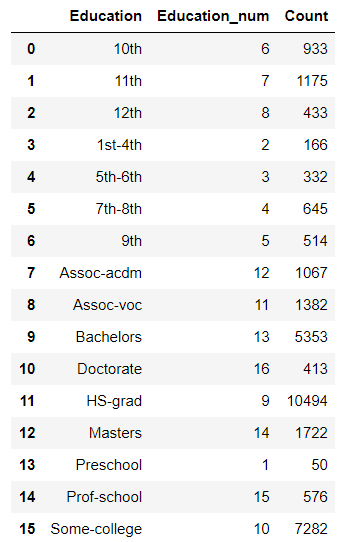 Education Education_num Count
0 10th 6 933
1 11th 7 1175
2 12th 8 433
3 1st-4th 2 166
4 5th-6th 3 332
5 7th-8th 4 645
6 9th 5 514
7 Assoc-acdm 12 1067
8 Assoc-voc 11 1382
9 Bachelors 13 5353
10 Doctorate 16 413
11 HS-grad 9 10494
12 Masters 14 1722
13 Preschool 1 50
14 Prof-school 15 576
15 Some-college 10 7282